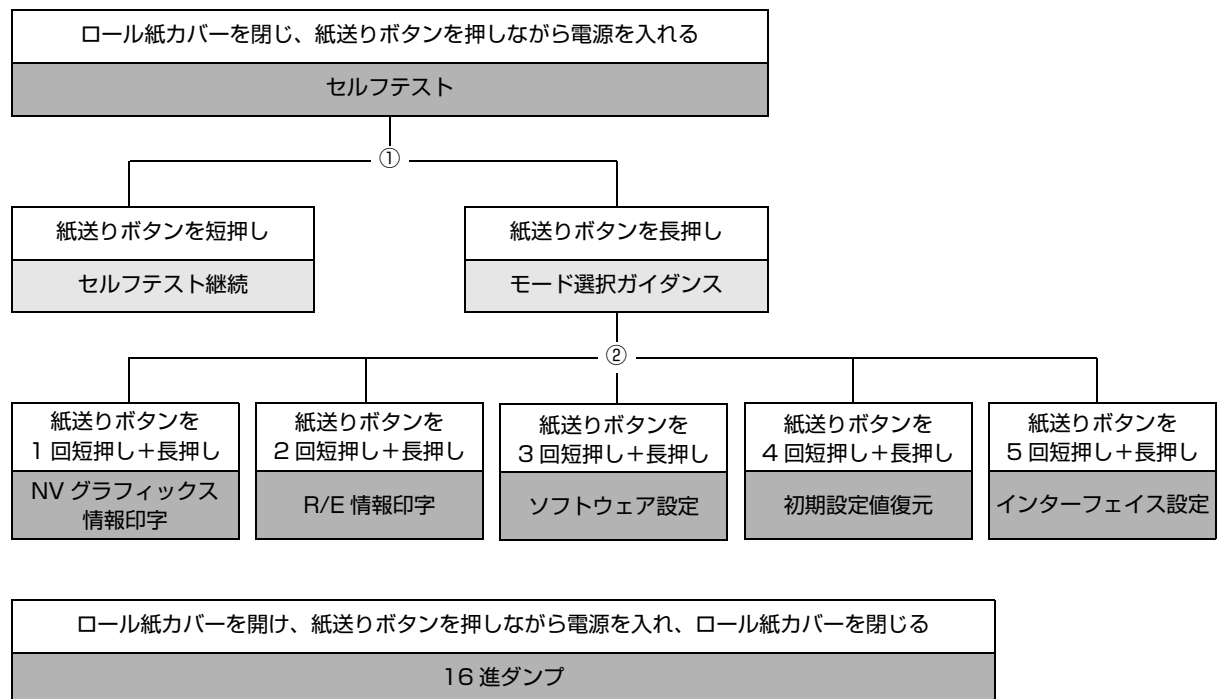 ロール紙カバーを閉じ、紙送りボタンを押しながら電源を入れる
セルフテスト
①
紙送りボタンを短押し
セルフテスト継続
紙送りボタンを長押し
モード選択ガイダンス
②
紙送りボタンを
1 回短押し＋長押し
NV グラフィックス
情報印字
紙送りボタンを
2 回短押し＋長押し
R/E 情報印字
紙送りボタンを
3 回短押し＋長押し
ソフトウェア設定
紙送りボタンを
4 回短押し＋長押し
初期設定値復元
紙送りボタンを
5 回短押し＋長押し
インターフェイス設定
ロール紙カバーを開け、紙送りボタンを押しながら電源を入れ、ロール紙カバーを閉じる
16 進ダンプ